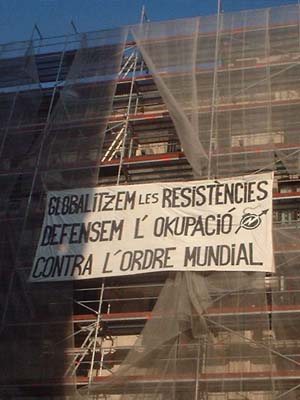 GLOBALITZEM LES RESISTÈNCIES
DEFENSEM L'OKUPACIÓ
CONTRA L'ORDRE MUNDIAL